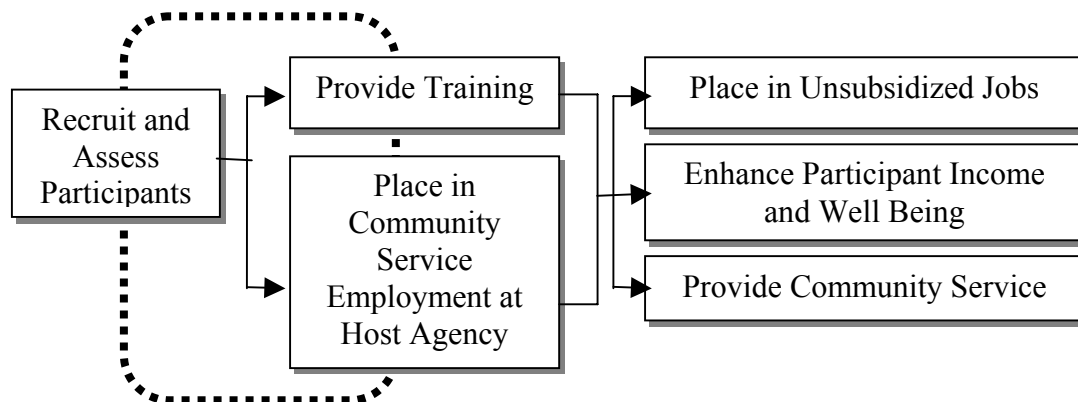 Recruit and
Assess
Participants
Provide Training
Place in
Community
Service
Employment at
Host Agency
Place in Unsubsidized Jobs
Enhance Participant Income
and Well Being
Provide Community Service